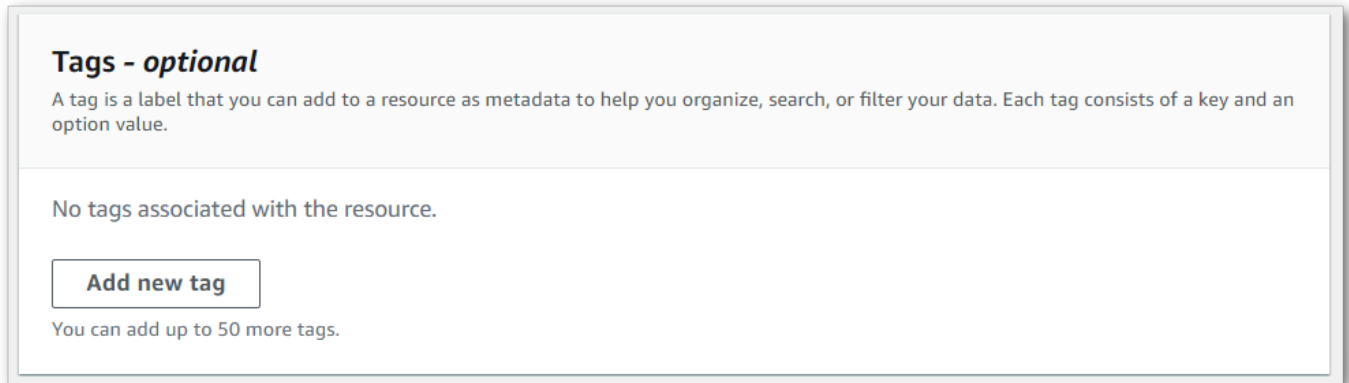 Tags - optional
A tag is a label that you can add to a resource as metadata to help you organize, search, or filter your data. Each tag consists of a key and an
option value.
No tags associated with the resource.
Add new tag
You can add up to 50 more tags.